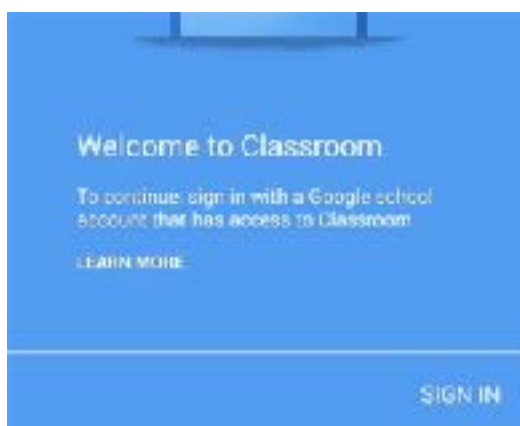 Welcome to Classroom
To continue, sign in with a Google school
account that has access to Classroom
LEARN MORE
SIGN IN